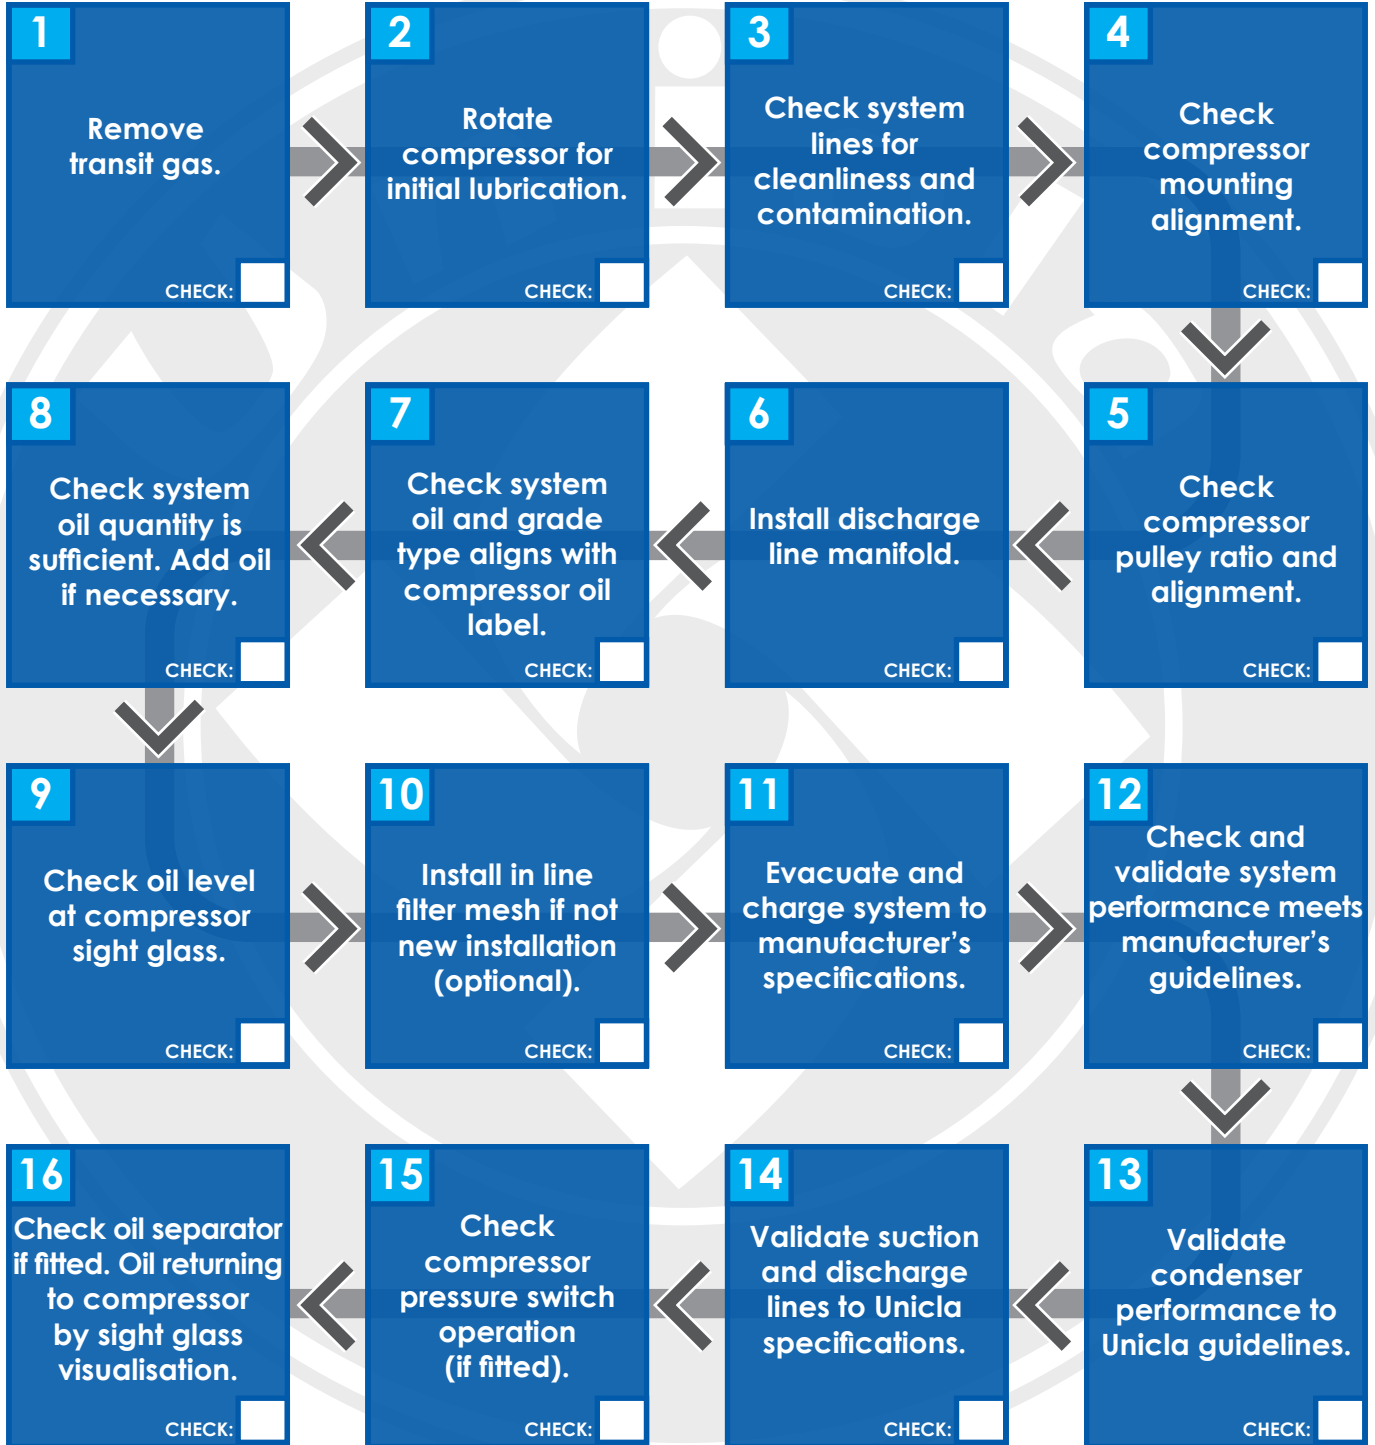 1
Remove
transit gas.
CHECK:
2
Rotate
compressor for
initial lubrication.
CHECK:
3
Check system
lines for
cleanliness and
contamination.
CHECK:
4
Check
compressor
mounting
alignment.
CHECK:
5
Check
compressor
pulley ratio and
alignment.
CHECK:
6
Install discharge
line manifold.
CHECK:
7
Check system
oil and grade
type aligns with
compressor oil
label.
CHECK:
8
Check system
oil quantity is
sufficient. Add oil
if necessary.
CHECK:
9
Check oil level
at compressor
sight glass.
CHECK:
10
Install in line
filter mesh if not
new installation
(optional).
CHECK:
11
Evacuate and
charge system to
manufacturer’s
specifications.
CHECK:
12
Check and
validate system
performance meets
manufacturer’s
guidelines.
CHECK:
13
Validate
condenser
performance to
Unicla guidelines.
CHECK:
14
Validate suction
and discharge
lines to Unicla
specifications.
CHECK:
15
Check
compressor
pressure switch
operation
(if fitted).
CHECK:
16
Check oil separator
if fitted. Oil returning
to compressor
by sight glass
visualisation.
CHECK: